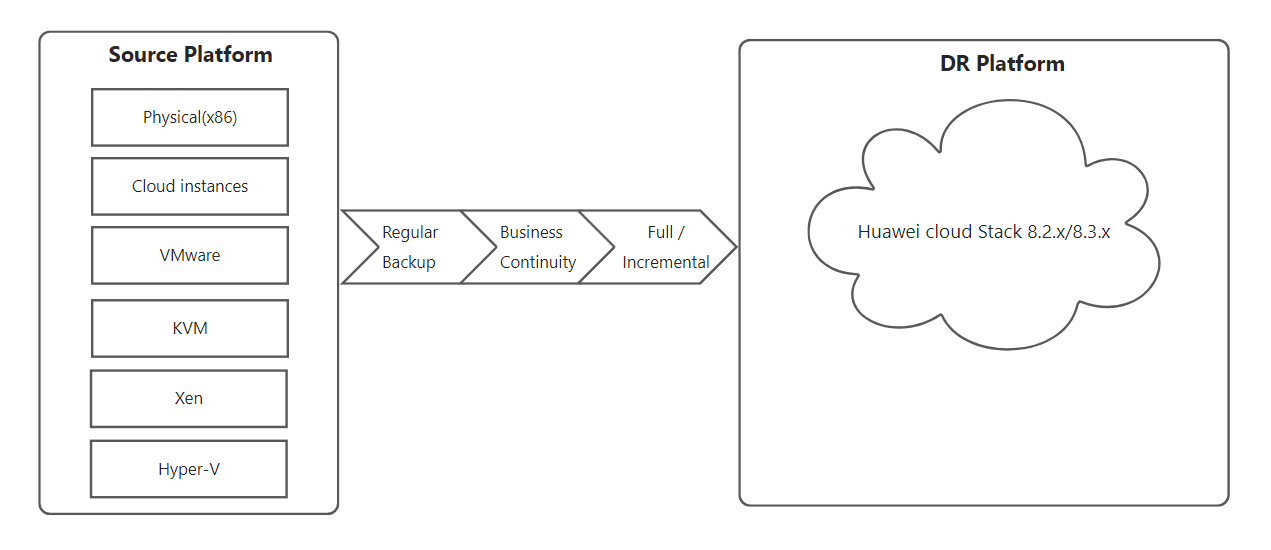 Source Platform
Physical(x86)
Cloud instances
VMware
KVM
Xen
Hyper-V
Regular
Backup
Business
Continuity
Full /
Incremental
DR Platform
Huawei cloud Stack 8.2.x/8.3.x